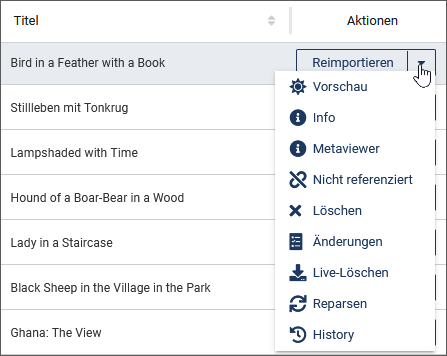 Titel Aktionen
Bird in a Feather with a Book Reimportieren
Vorschau
Stillleben mit Tonkrug
Info
Lampshaded with Time
Metaviewer
Nicht referenziert
Hound of a Boar-Bear in a Wood
Löschen
Lady in a Staircase
Änderungen
Live-Löschen
Black Sheep in the Village in the Park
Reparsen
Ghana: The View
History